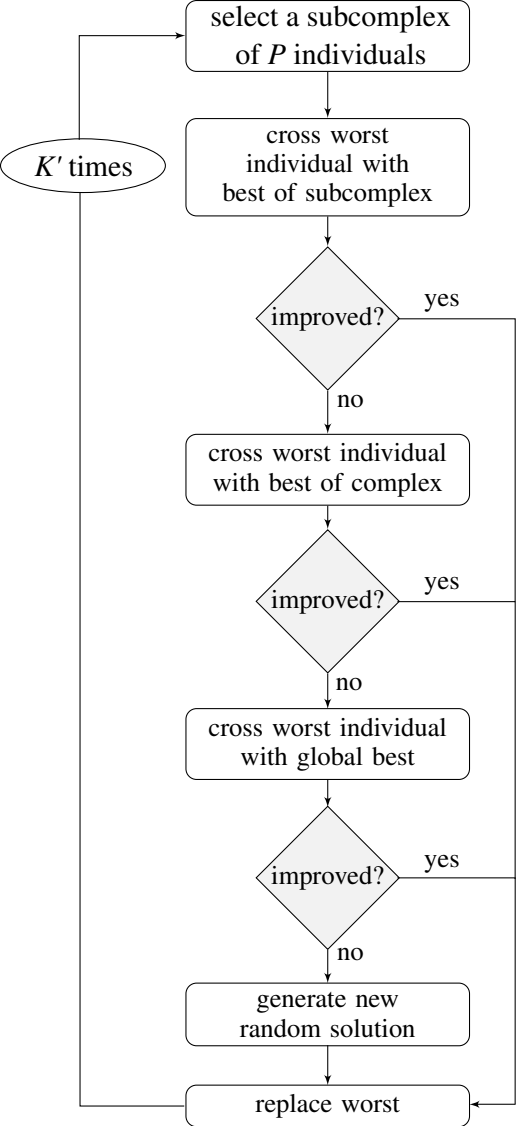 select a subcomplex
of P individuals
K' times
cross worst
individual with
best of subcomplex
improved?
yes
no
cross worst individual
with best of complex
improved?
yes
no
cross worst individual
with global best
improved?
yes
no
generate new
random solution
replace worst